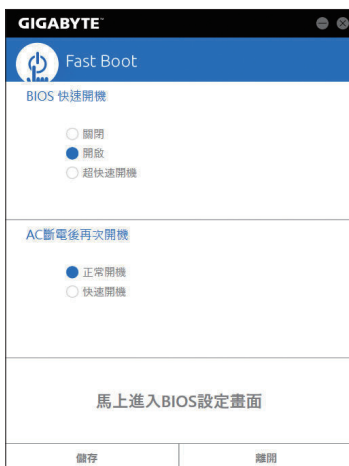 GIGABYTE™
Fast Boot
BIOS 快速開機
關閉
開啟
超快速開機
AC斷電後再次開機
正常開機
快速開機
馬上進入BIOS設定畫面
儲存
離開